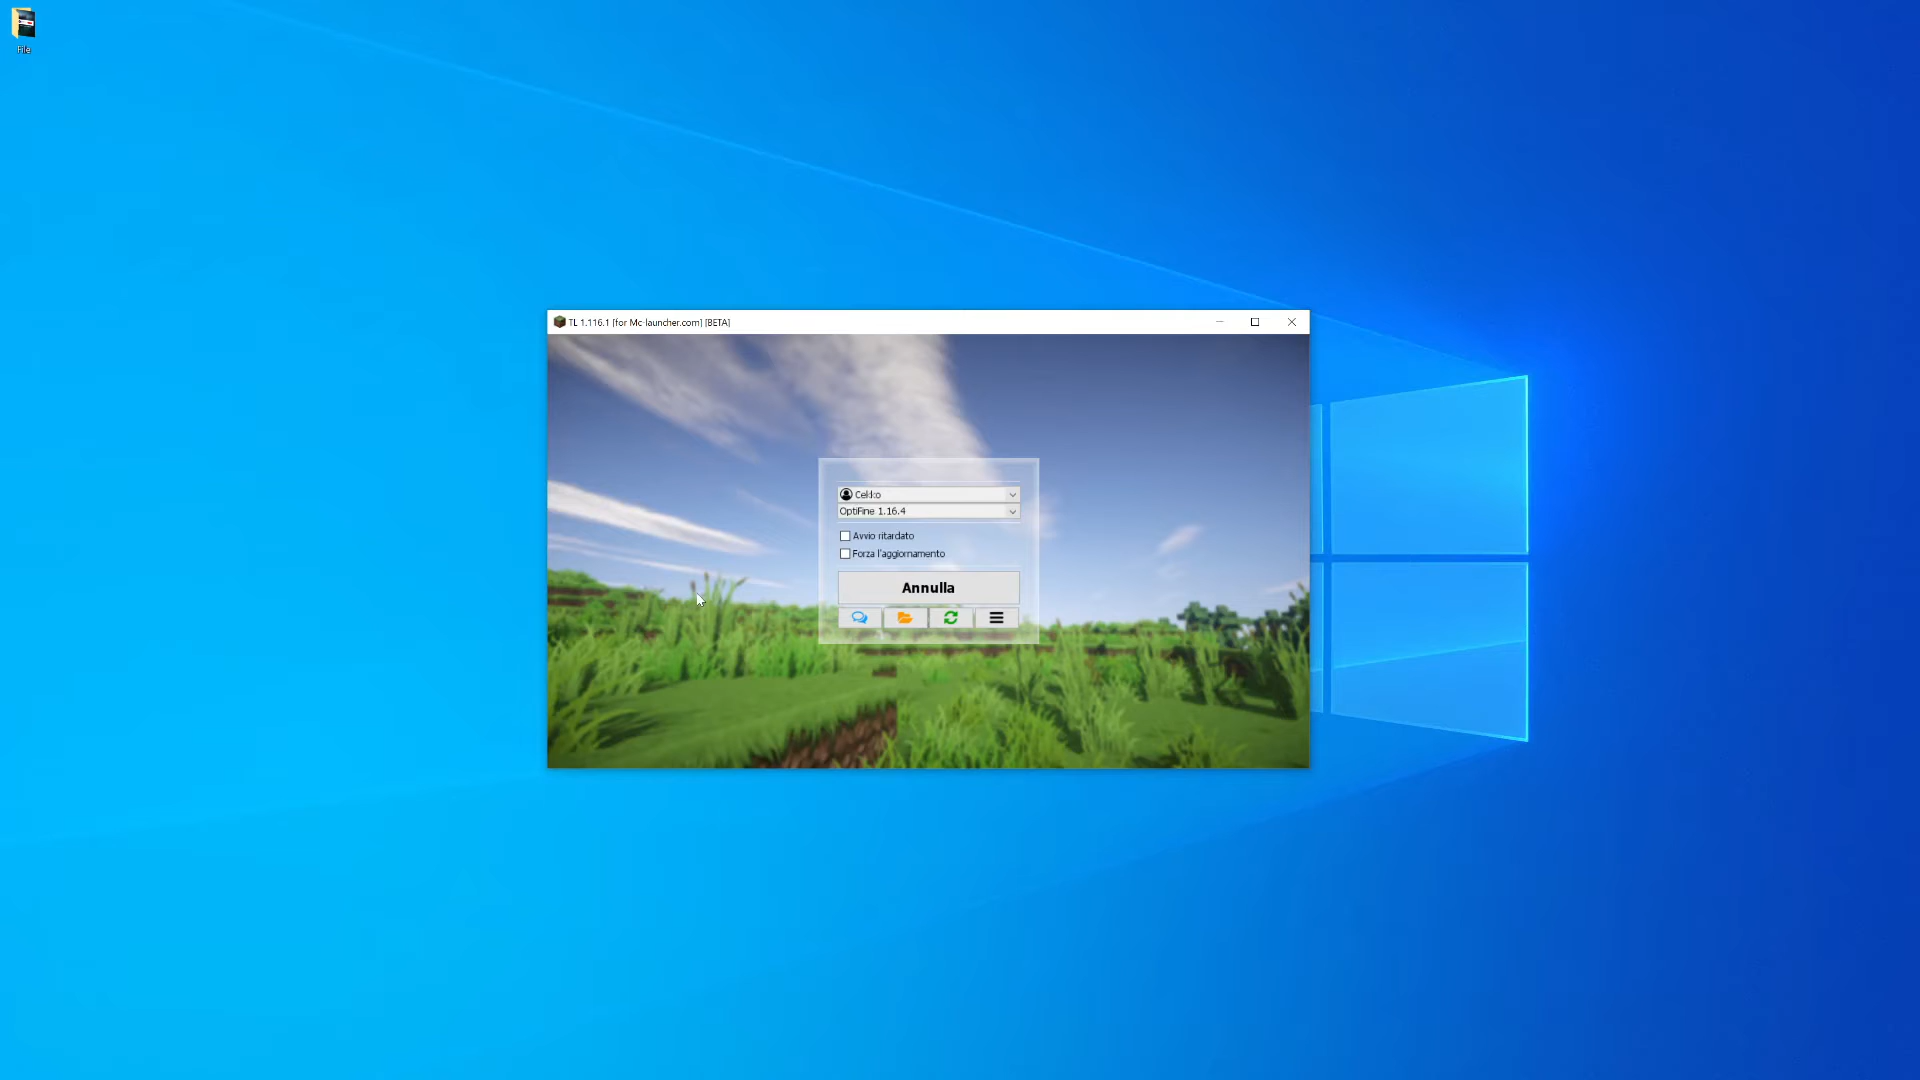 File
TL 1.116.1 [for Mc-launcher.com] [BETA]
Cekko
OptiFine 1.16.4
Avvio ritardato
Forza l'aggiornamento
Annulla